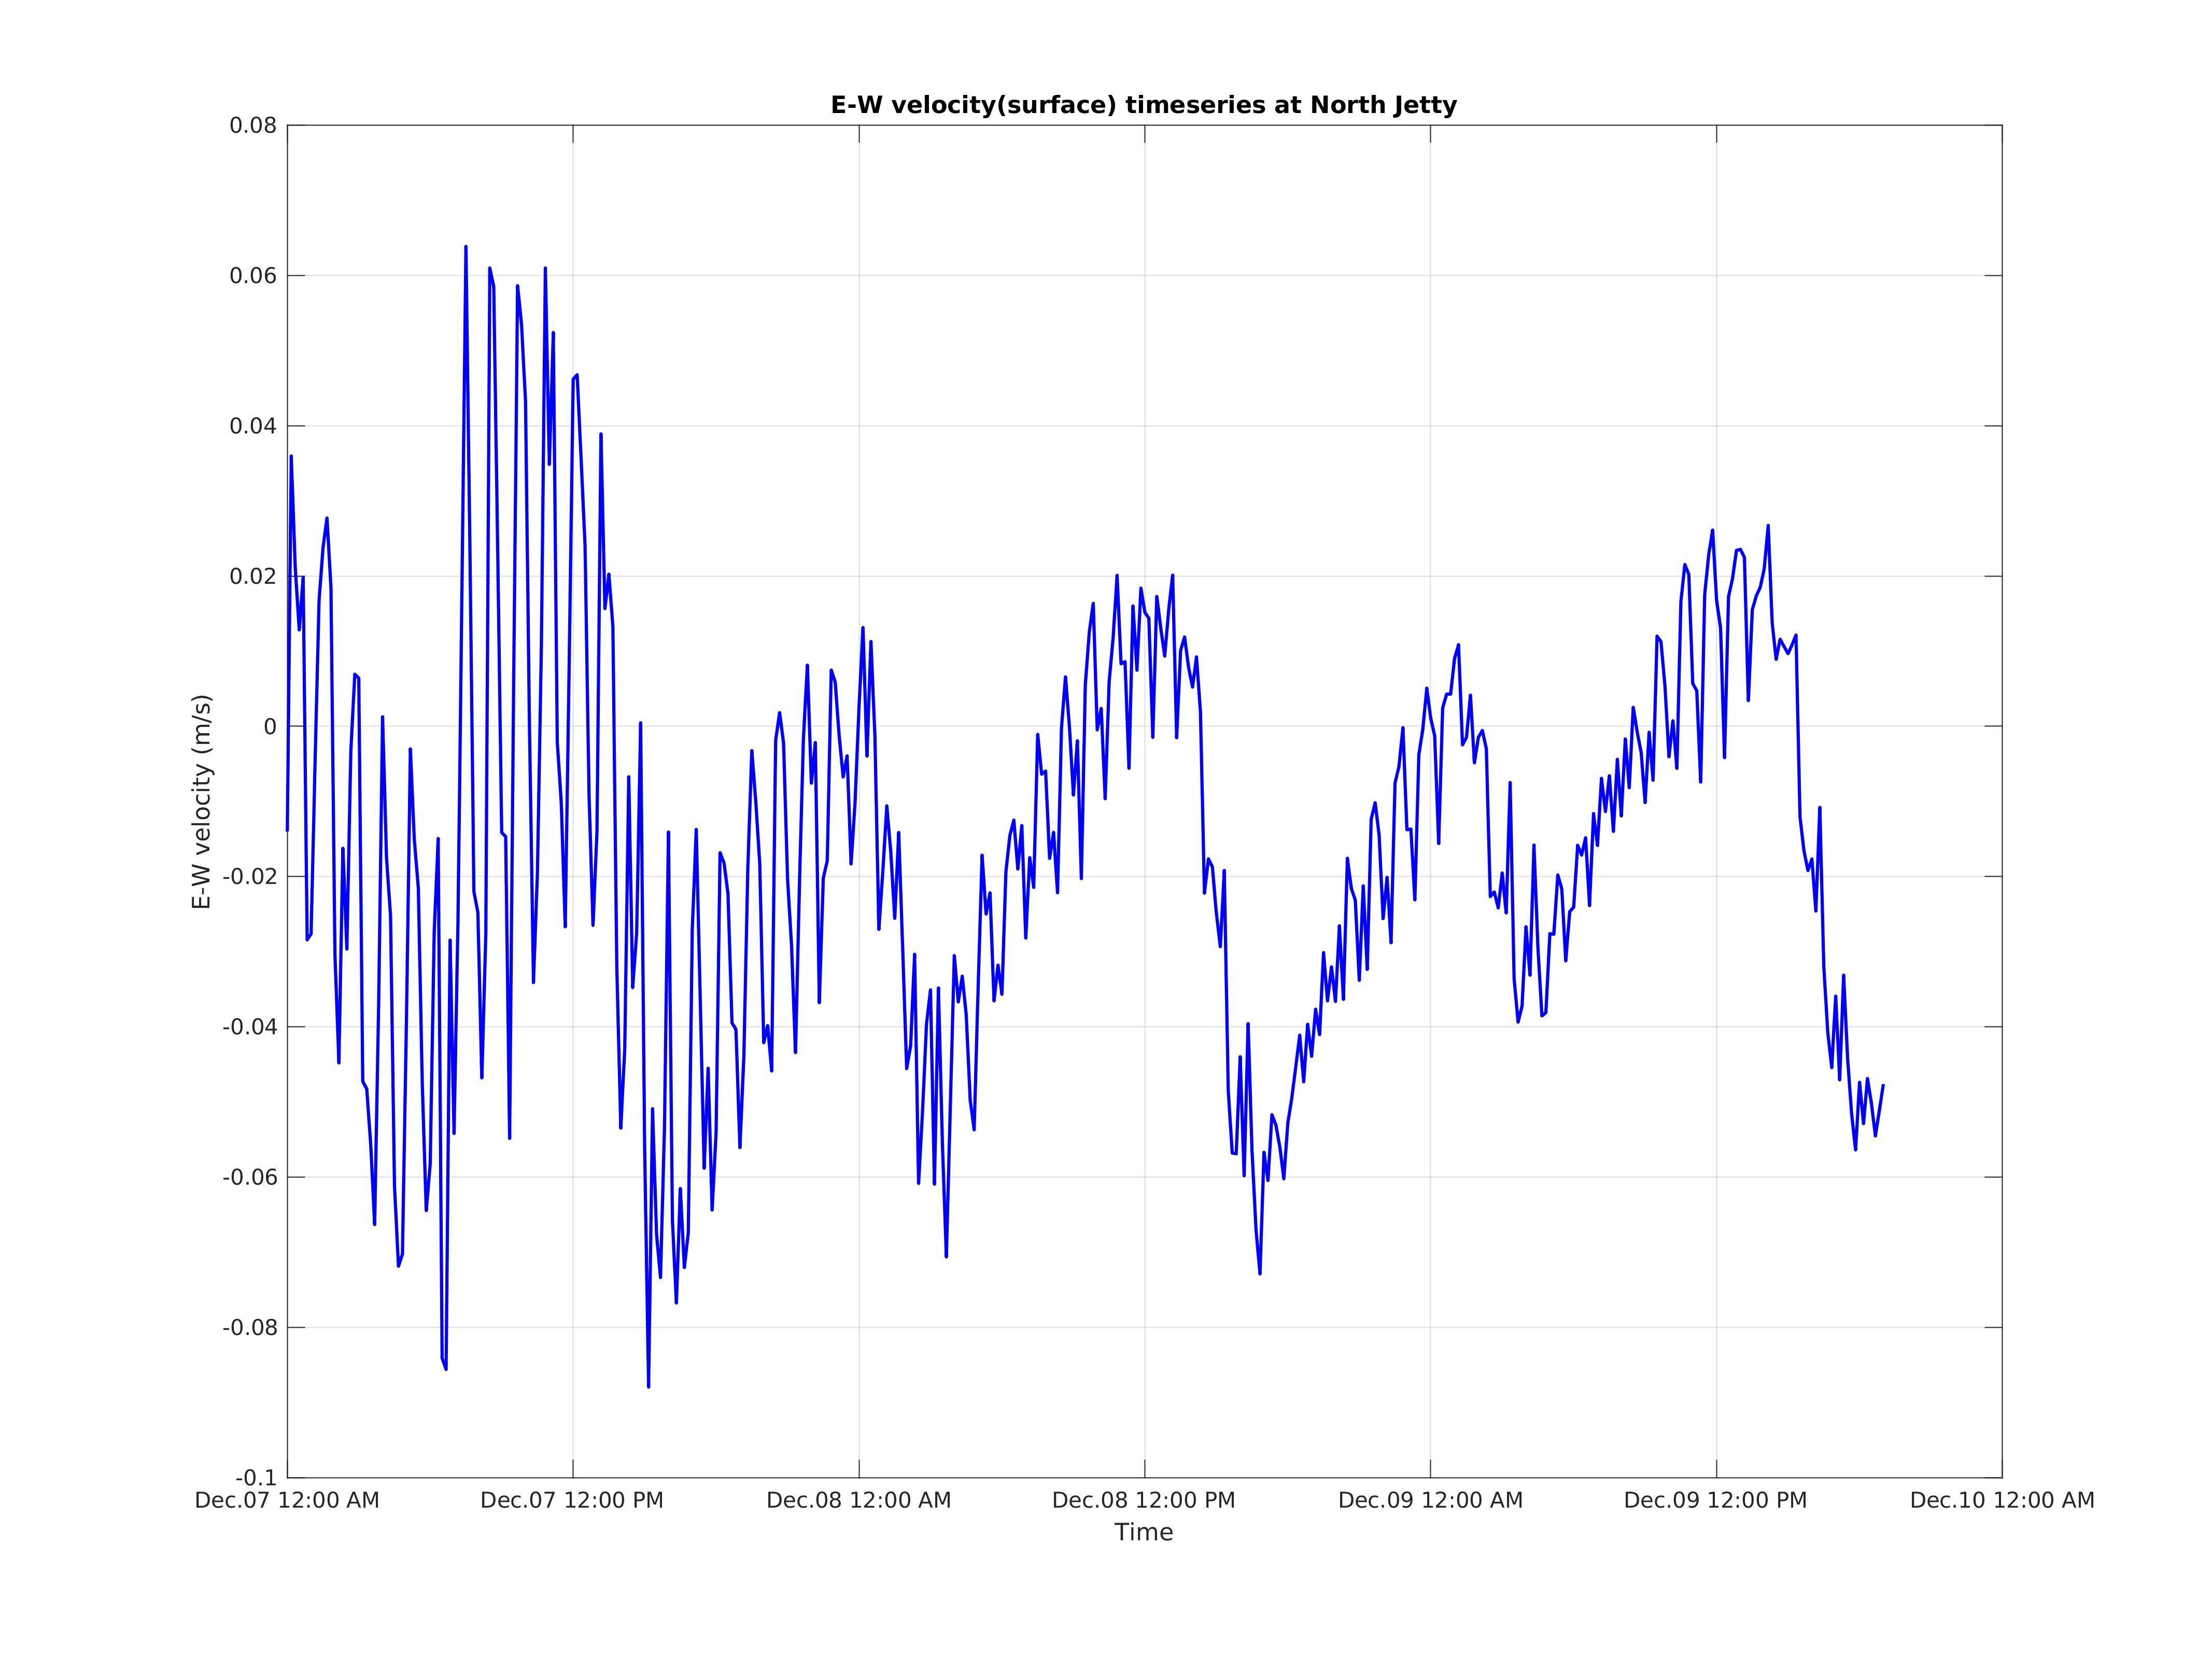 E-W velocity(surface) timeseries at North Jetty
0.08
0.06
0.04
0.02
0
-0.02
-0.04
-0.06
-0.08
-0.1
E-W velocity (m/s)
Dec.07 12:00 AM
Dec.07 12:00 PM
Dec.08 12:00 AM
Dec.08 12:00 PM
Dec.09 12:00 AM
Dec.09 12:00 PM
Dec.10 12:00 AM
Time